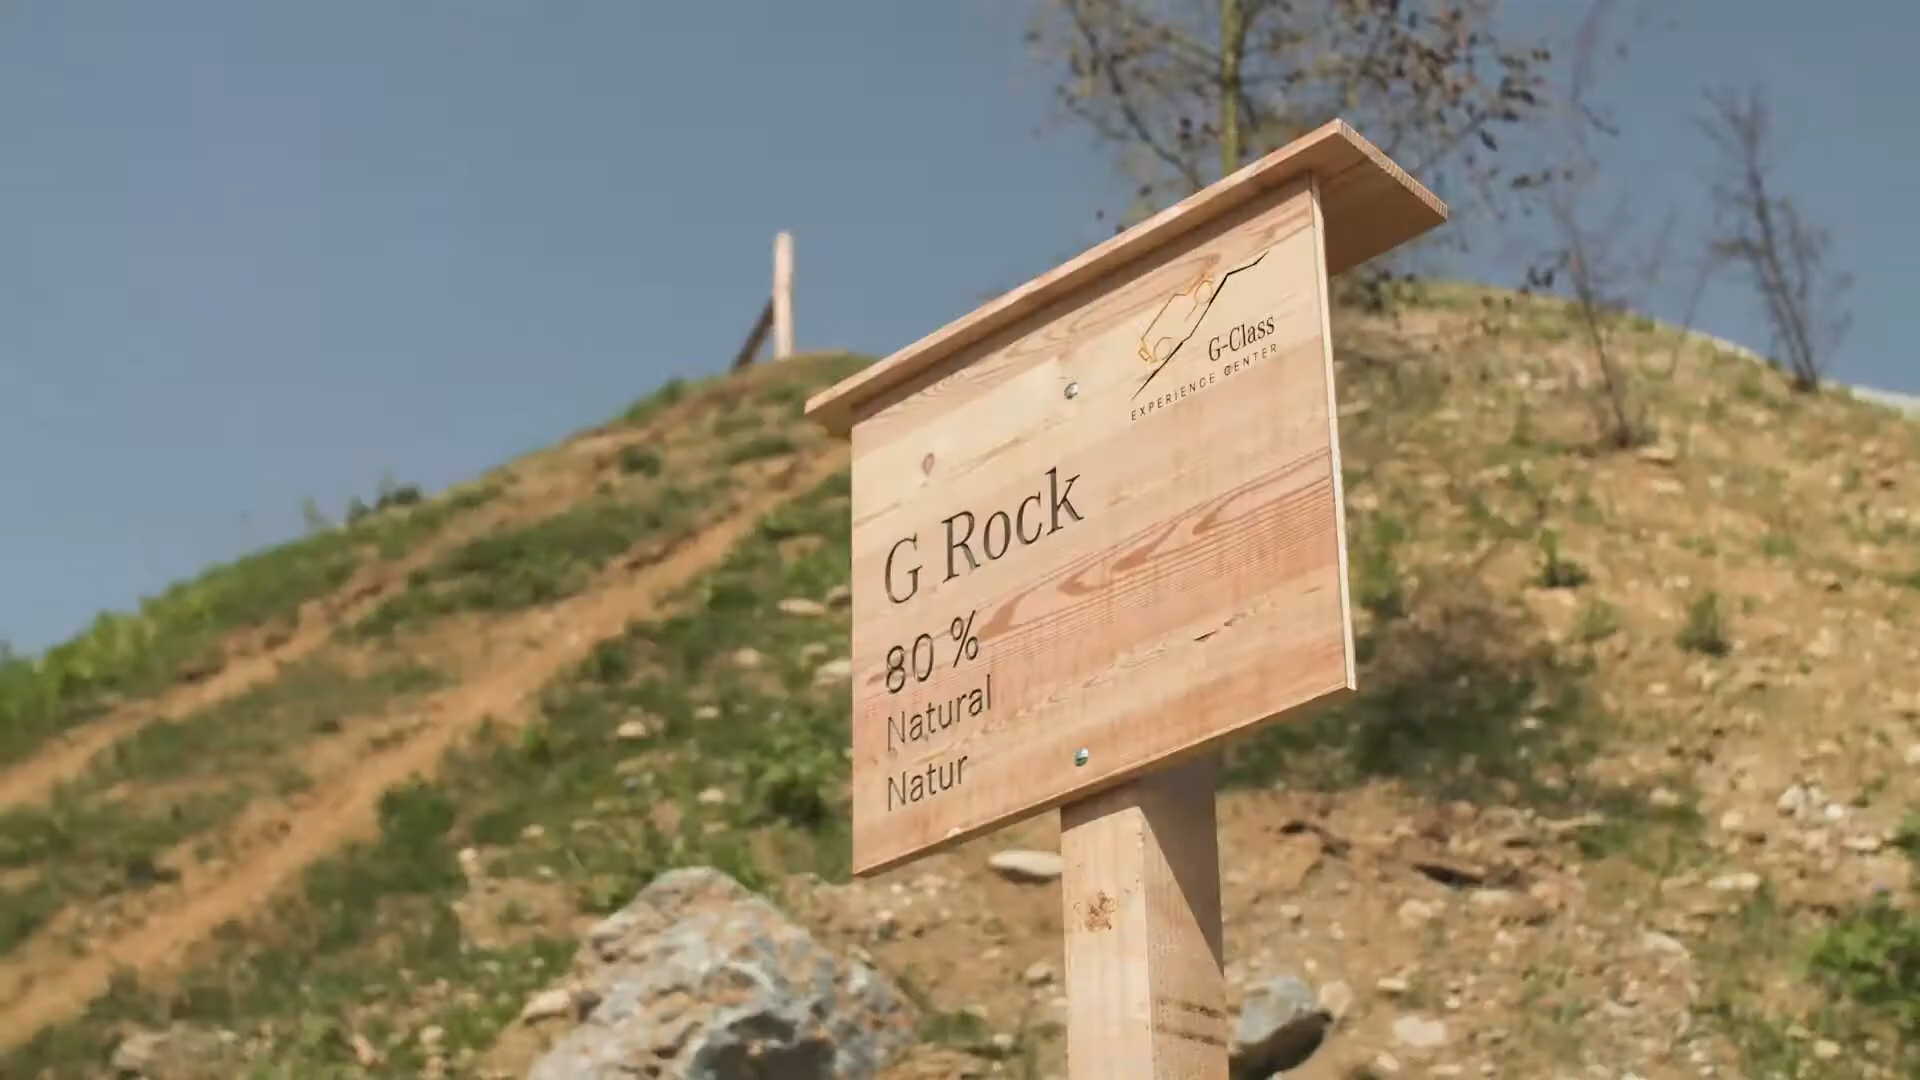 G-Class
EXPERIENCE CENTER
G Rock
80 %
Natural
Natur